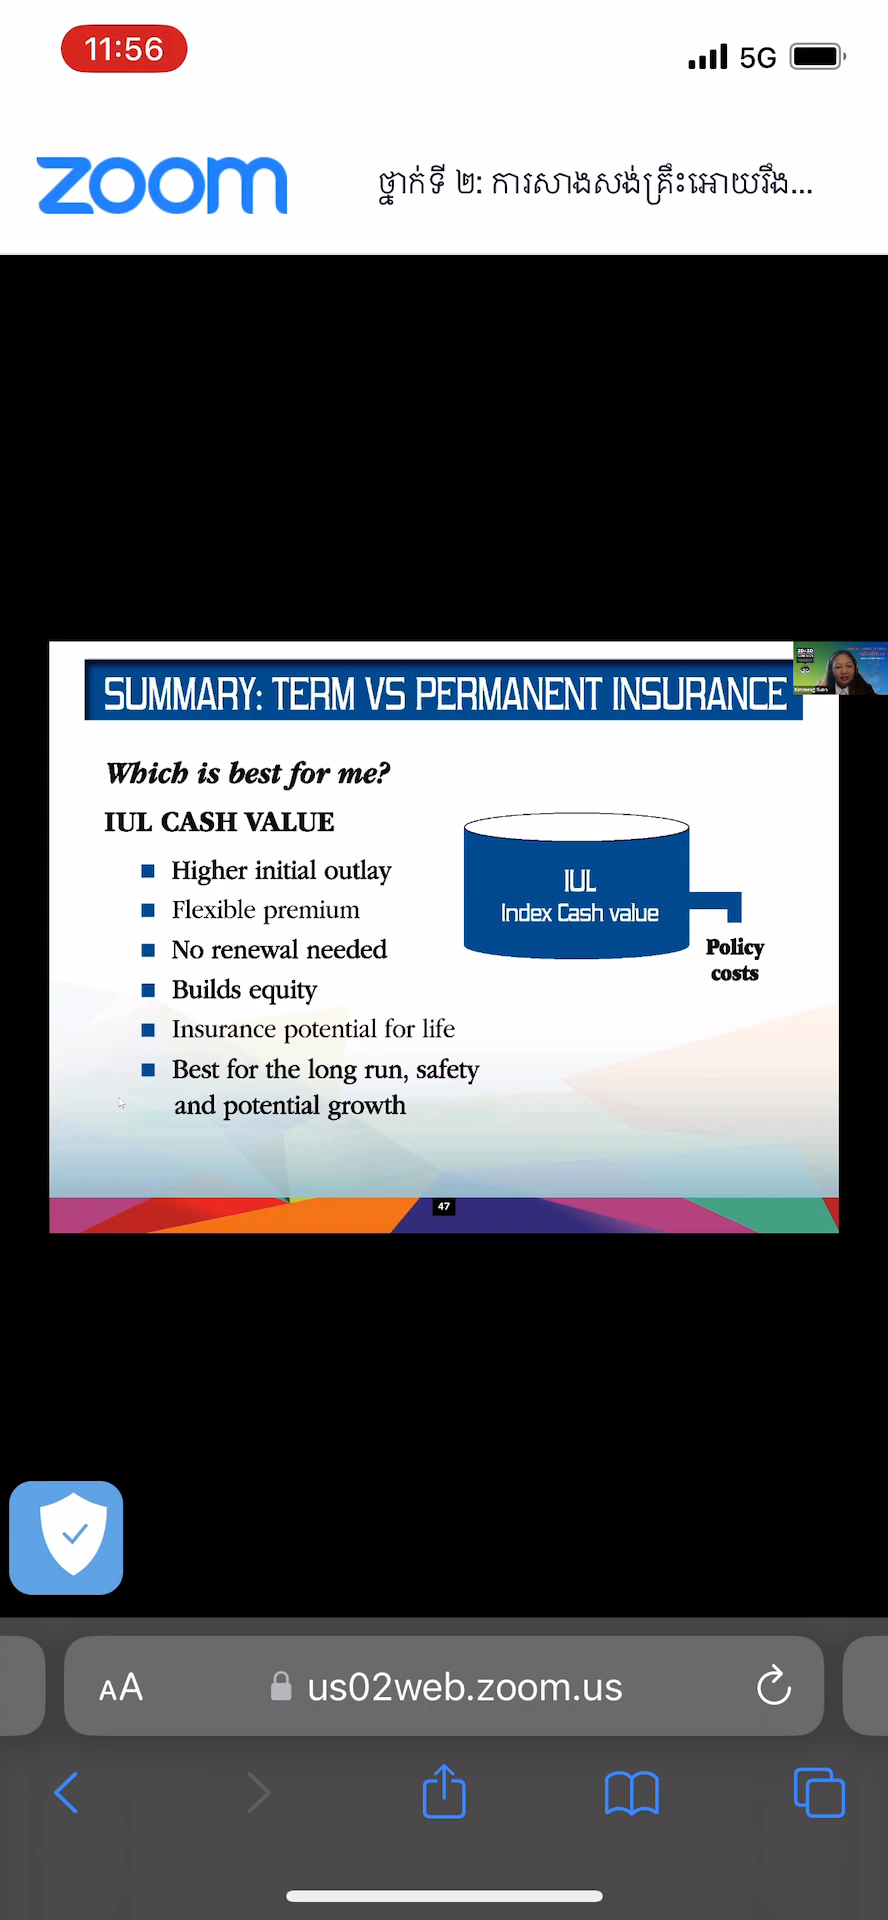 11:56
5G
zoom
ថ្នាក់ទី ២: ការសាងសង់គ្រឹះអោយរឹង...
SUMMARY: TERM VS PERMANENT INSURANCE
Which is best for me?
IUL CASH VALUE
■ Higher initial outlay
■ Flexible premium
■ No renewal needed
■ Builds equity
■ Insurance potential for life
■ Best for the long run, safety
and potential growth
IUL
Index Cash value
Policy
costs
47
AA
us02web.zoom.us